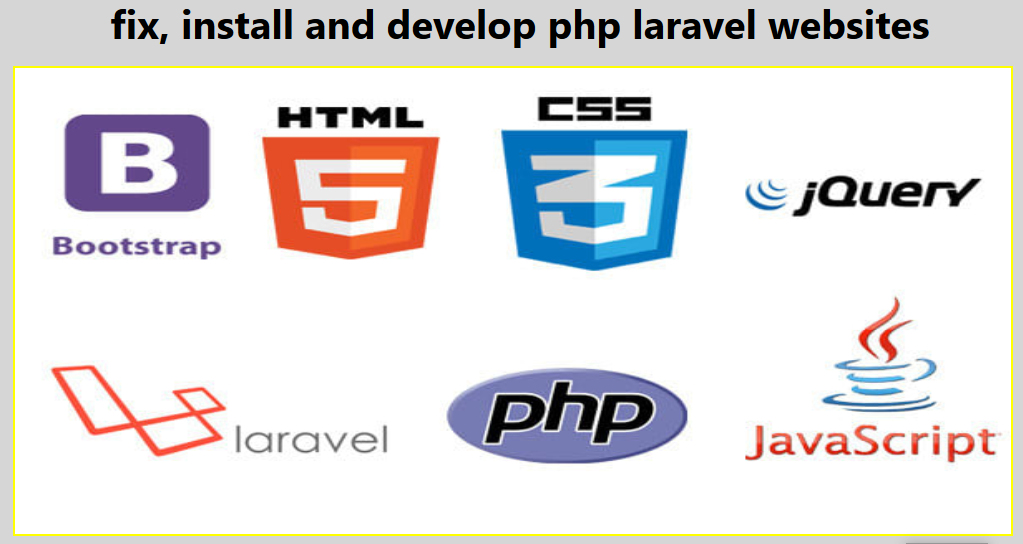 fix, install and develop php laravel websites
HTML
5
CSS
3
B
jQuery
Bootstrap
laravel
php
JavaScript